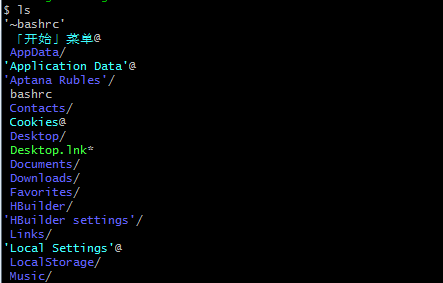 $ ls
'~bashrc'
「开始」菜单@
AppData/
'Application Data'@
'Aptana Rubles'/
bashrc
Contacts/
Cookies@
Desktop/
Desktop.lnk*
Documents/
Downloads/
Favorites/
HBuilder/
'HBuilder settings'/
Links/
'Local Settings'@
LocalStorage/
Music/